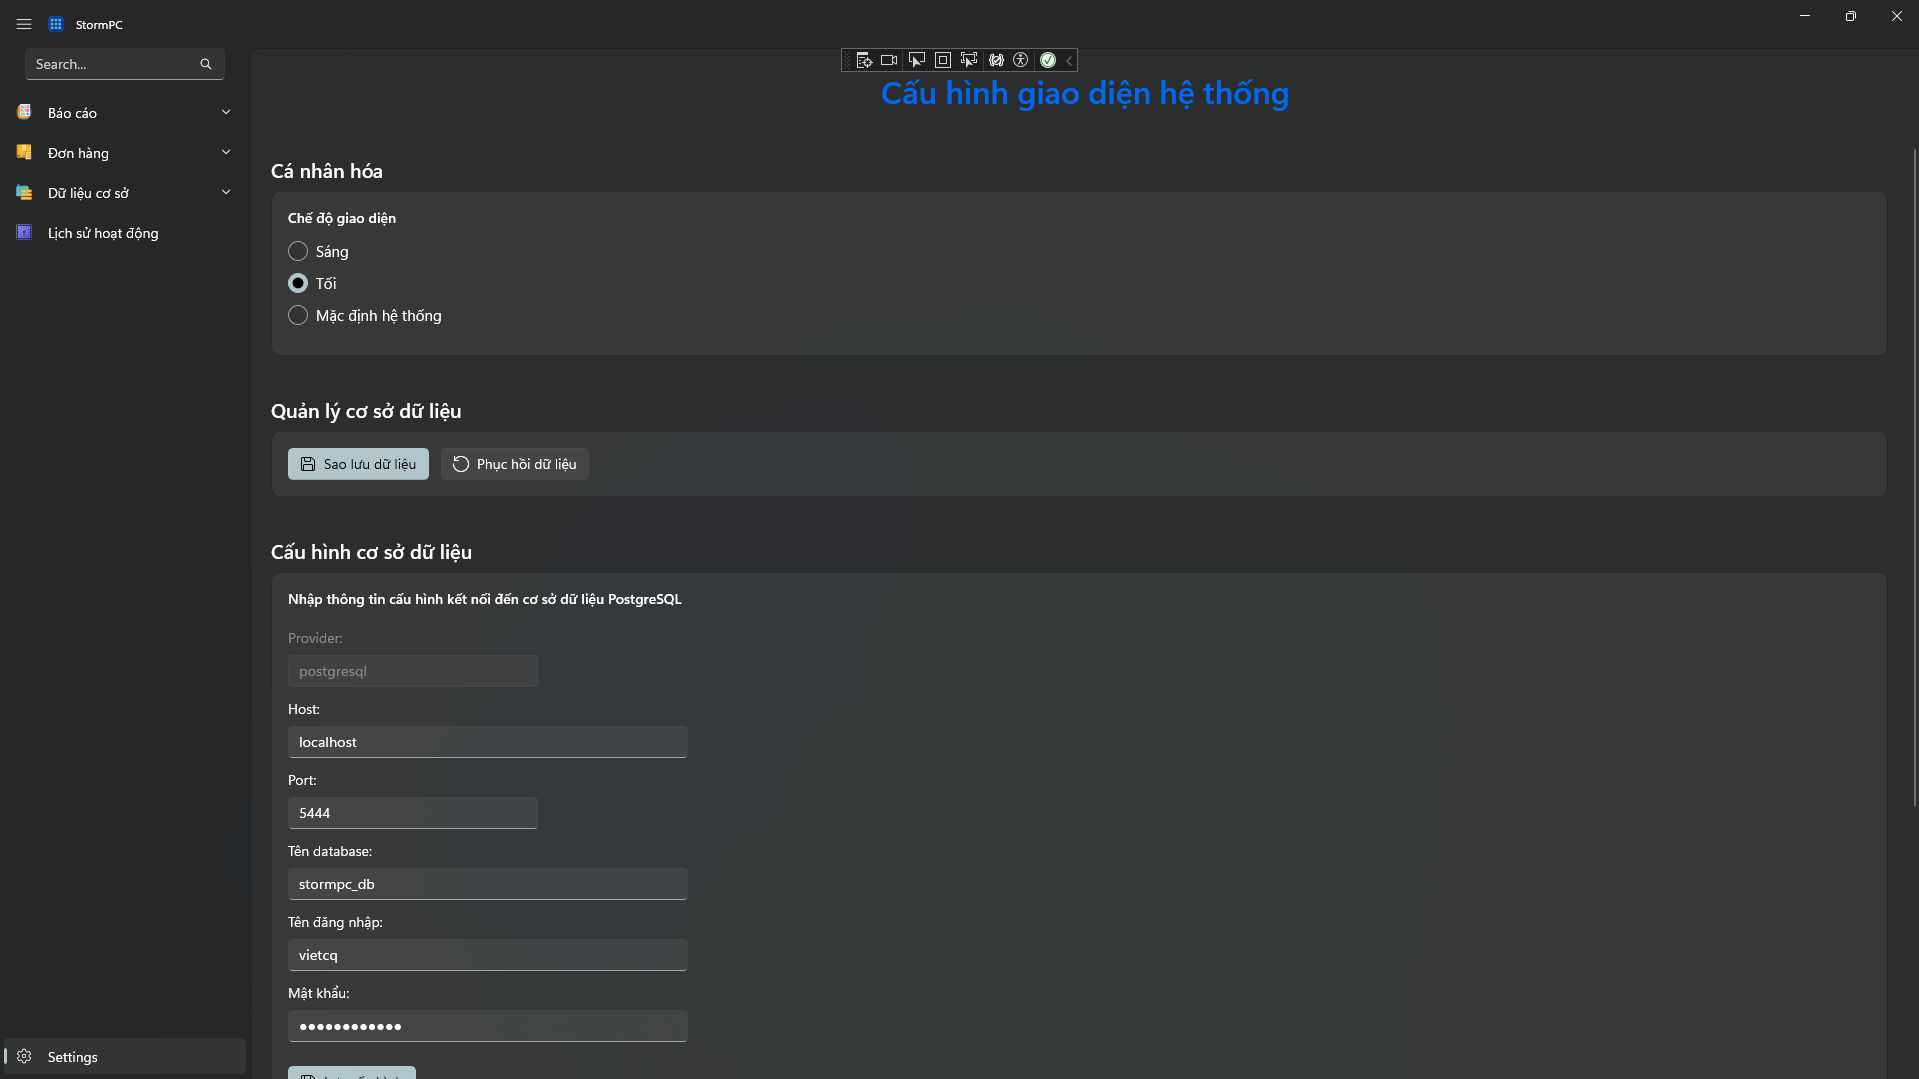 StormPC
Search...
Báo cáo
Đơn hàng
Dữ liệu cơ sở
Lịch sử hoạt động
Settings
Cấu hình giao diện hệ thống
Cá nhân hóa
Chế độ giao diện
Sáng
Tối
Mặc định hệ thống
Quản lý cơ sở dữ liệu
Sao lưu dữ liệu
Phục hồi dữ liệu
Cấu hình cơ sở dữ liệu
Nhập thông tin cấu hình kết nối đến cơ sở dữ liệu PostgreSQL
Provider:
postgresql
Host:
localhost
Port:
5444
Tên database:
stormpc_db
Tên đăng nhập:
vietcq
Mật khẩu:
●●●●●●●●●●●●